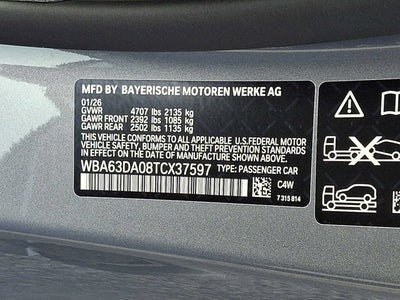 MFD BY BAYERISCHE MOTOREN WERKE AG
01/26
GVWR 4707 lbs 2135 kg
GAWR FRONT 2392 lbs 1085 kg
GAWR REAR 2502 lbs 1135 kg
THIS VEHICLE CONFORMS TO ALL APPLICABLE U.S.FEDERAL MOTOR
VEHICLE SAFETY, BUMPER AND THEFT PREVENTION STANDARDS
IN EFFECT ON THE DATE OF MANUFACTURE SHOWN ABOVE.
WBA63DA08TCX37597 TYPE: PASSENGER CAR
C4W
7 315 814